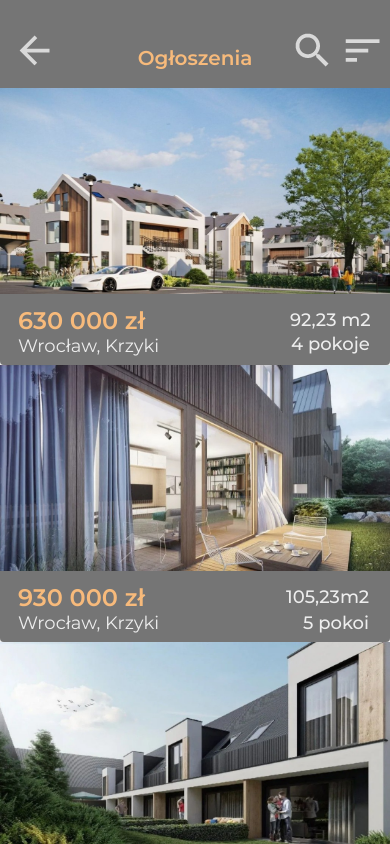 Ogłoszenia
630 000 zł
92,23 m2
Wrocław, Krzyki
4 pokoje
930 000 zł
105,23m2
Wrocław, Krzyki
5 pokoi